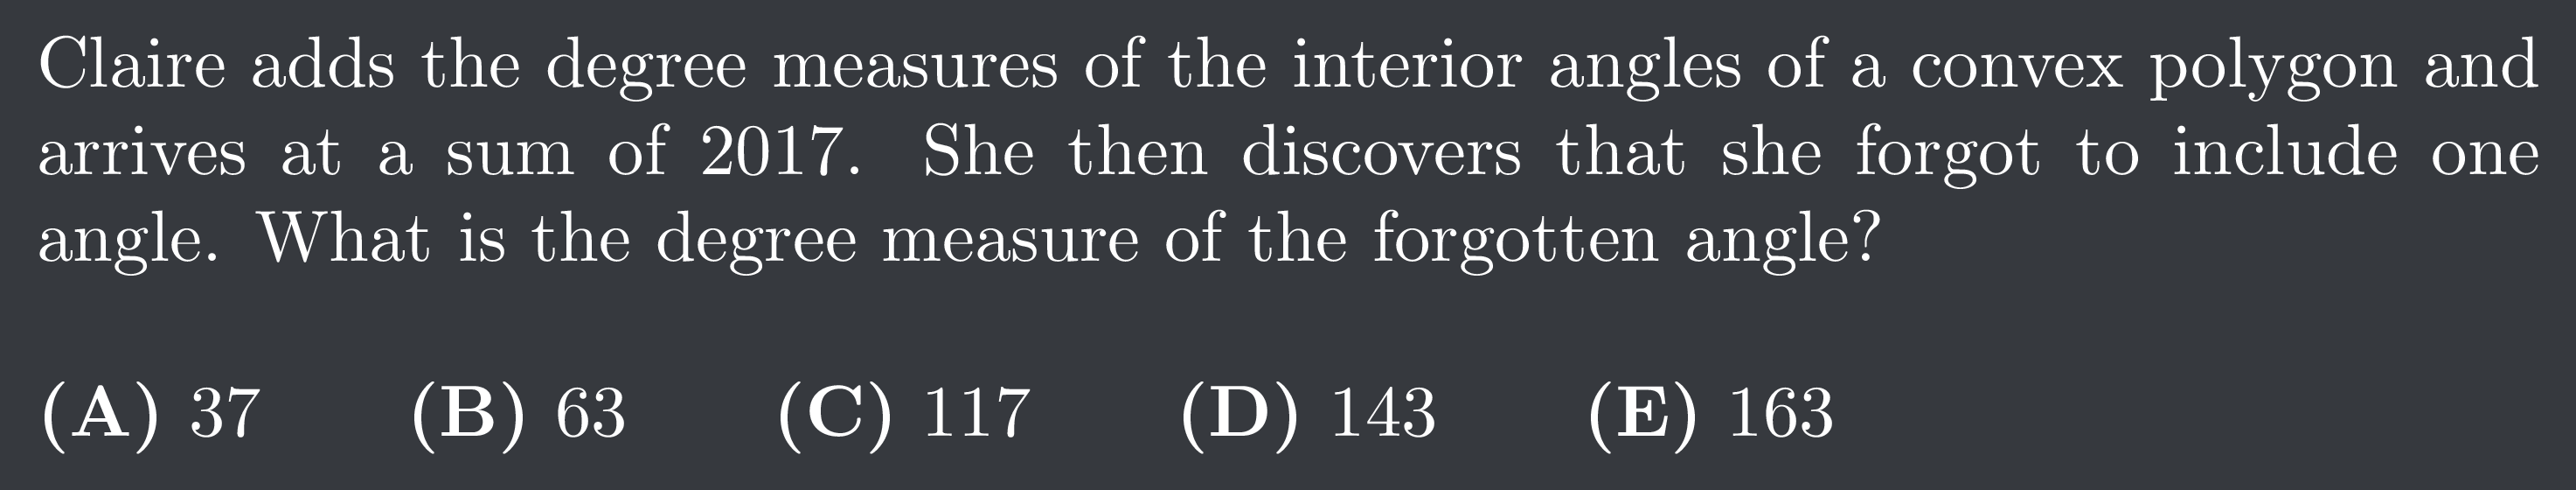 Claire adds the degree measures of the interior angles of a convex polygon and
arrives at a sum of 2017. She then discovers that she forgot to include one
angle. What is the degree measure of the forgotten angle?
(A) 37 (B) 63 (C) 117 (D) 143 (E) 163